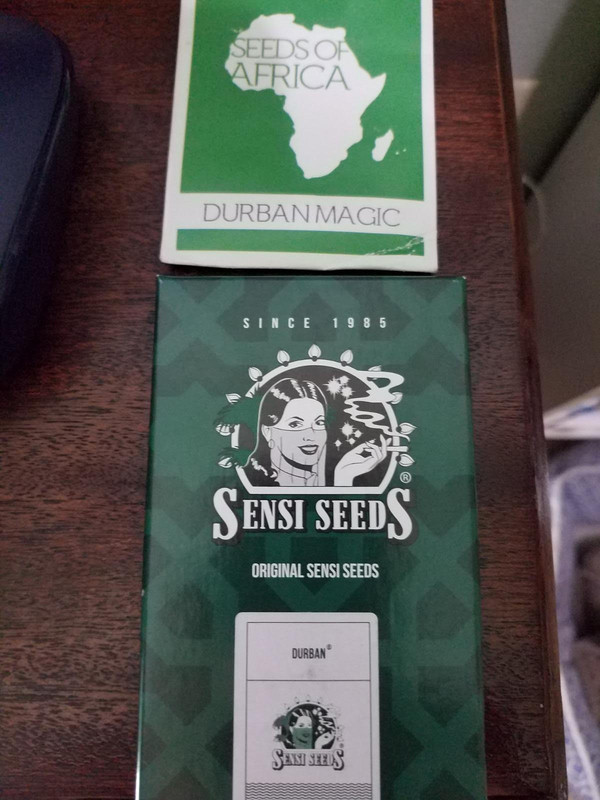 SEEDS OF
AFRICA
DURBAN MAGIC
SINCE 1985
SENSI SEEDS®
ORIGINAL SENSI SEEDS
DURBAN®
SENSI SEEDS